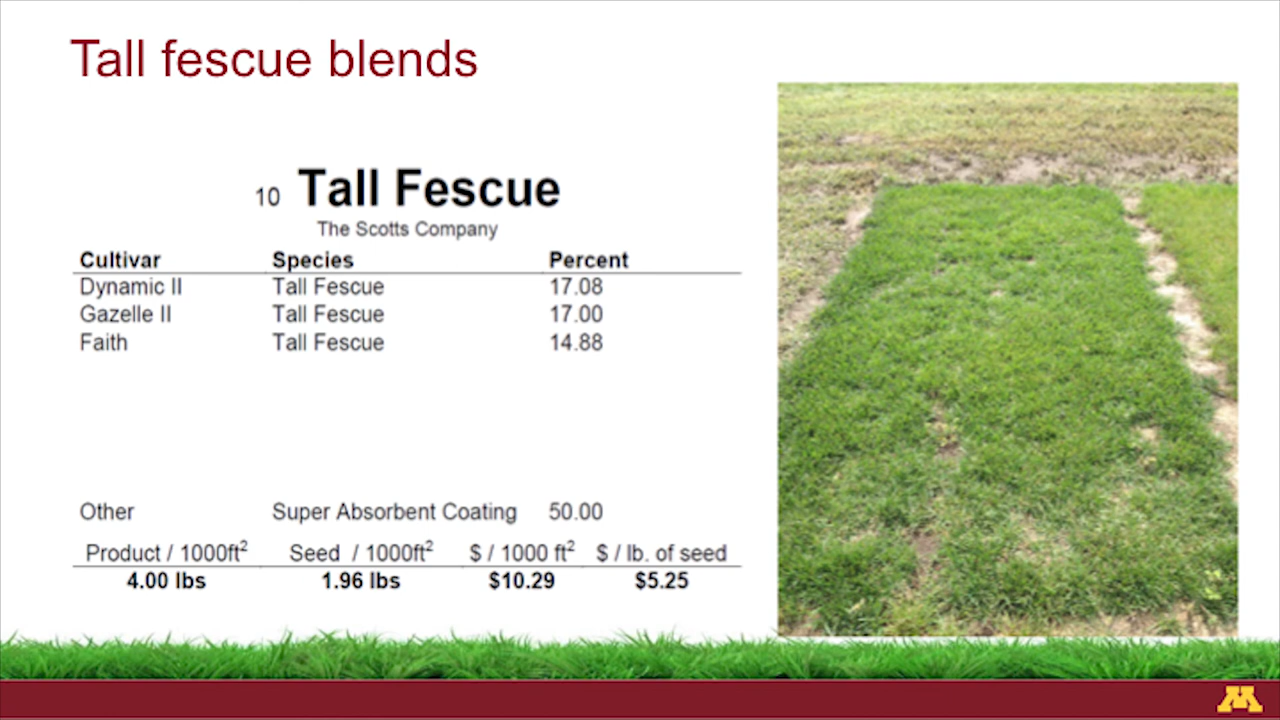 Tall fescue blends
10 Tall Fescue
The Scotts Company
Cultivar Species Percent
Dynamic II Tall Fescue 17.08
Gazelle II Tall Fescue 17.00
Faith Tall Fescue 14.88
Other Super Absorbent Coating 50.00
Product / 1000ft² Seed / 1000ft² $ / 1000 ft² $ / lb. of seed
4.00 lbs 1.96 lbs $10.29 $5.25
M